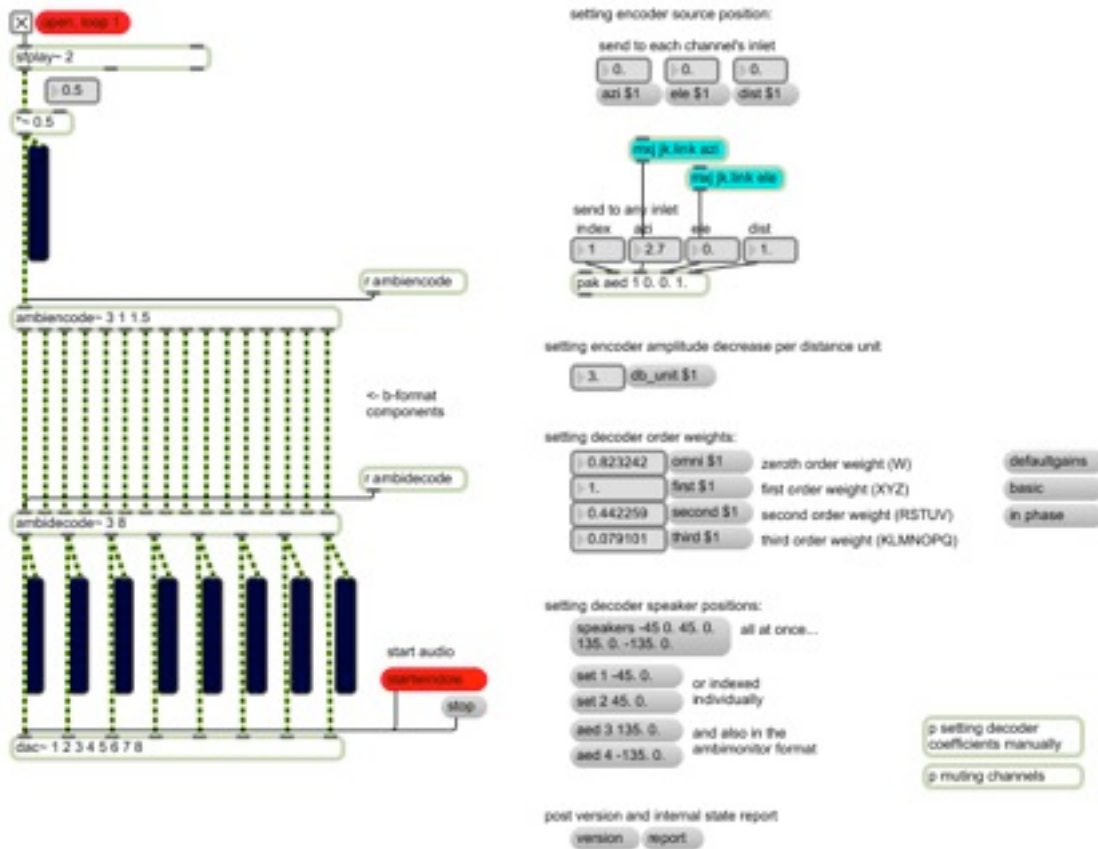 open, loop 1
sfplay~ 2
0.5
*~ 0.5
r ambiencode
ambiencode~ 3 1 1.5
<- b-format
components
r ambidecode
ambidecode~ 3 8
start audio
startwindow
stop
dac~ 1 2 3 4 5 6 7 8
setting encoder source position:
send to each channel's inlet
0. 0. 0.
azi $1 ele $1 dist $1
mxj jk.link azi
mxj jk.link ele
send to any inlet
index azi ele dist
1 2.7 0. 1.
pak aed 1 0. 0. 1.
setting encoder amplitude decrease per distance unit
3. db_unit $1
setting decoder order weights:
0.823242 omni $1 zeroth order weight (W) defaultgains
1. first $1 first order weight (XYZ) basic
0.442259 second $1 second order weight (RSTUV) in phase
0.079101 third $1 third order weight (KLMNOPQ)
setting decoder speaker positions:
speakers -45 0. 45. 0.
135. 0. -135. 0.
all at once...
set 1 -45. 0.
set 2 45. 0.
or indexed
individually
aed 3 135. 0.
aed 4 -135. 0.
and also in the
ambimonitor format
p setting decoder
coefficients manually
p muting channels
post version and internal state report
version report